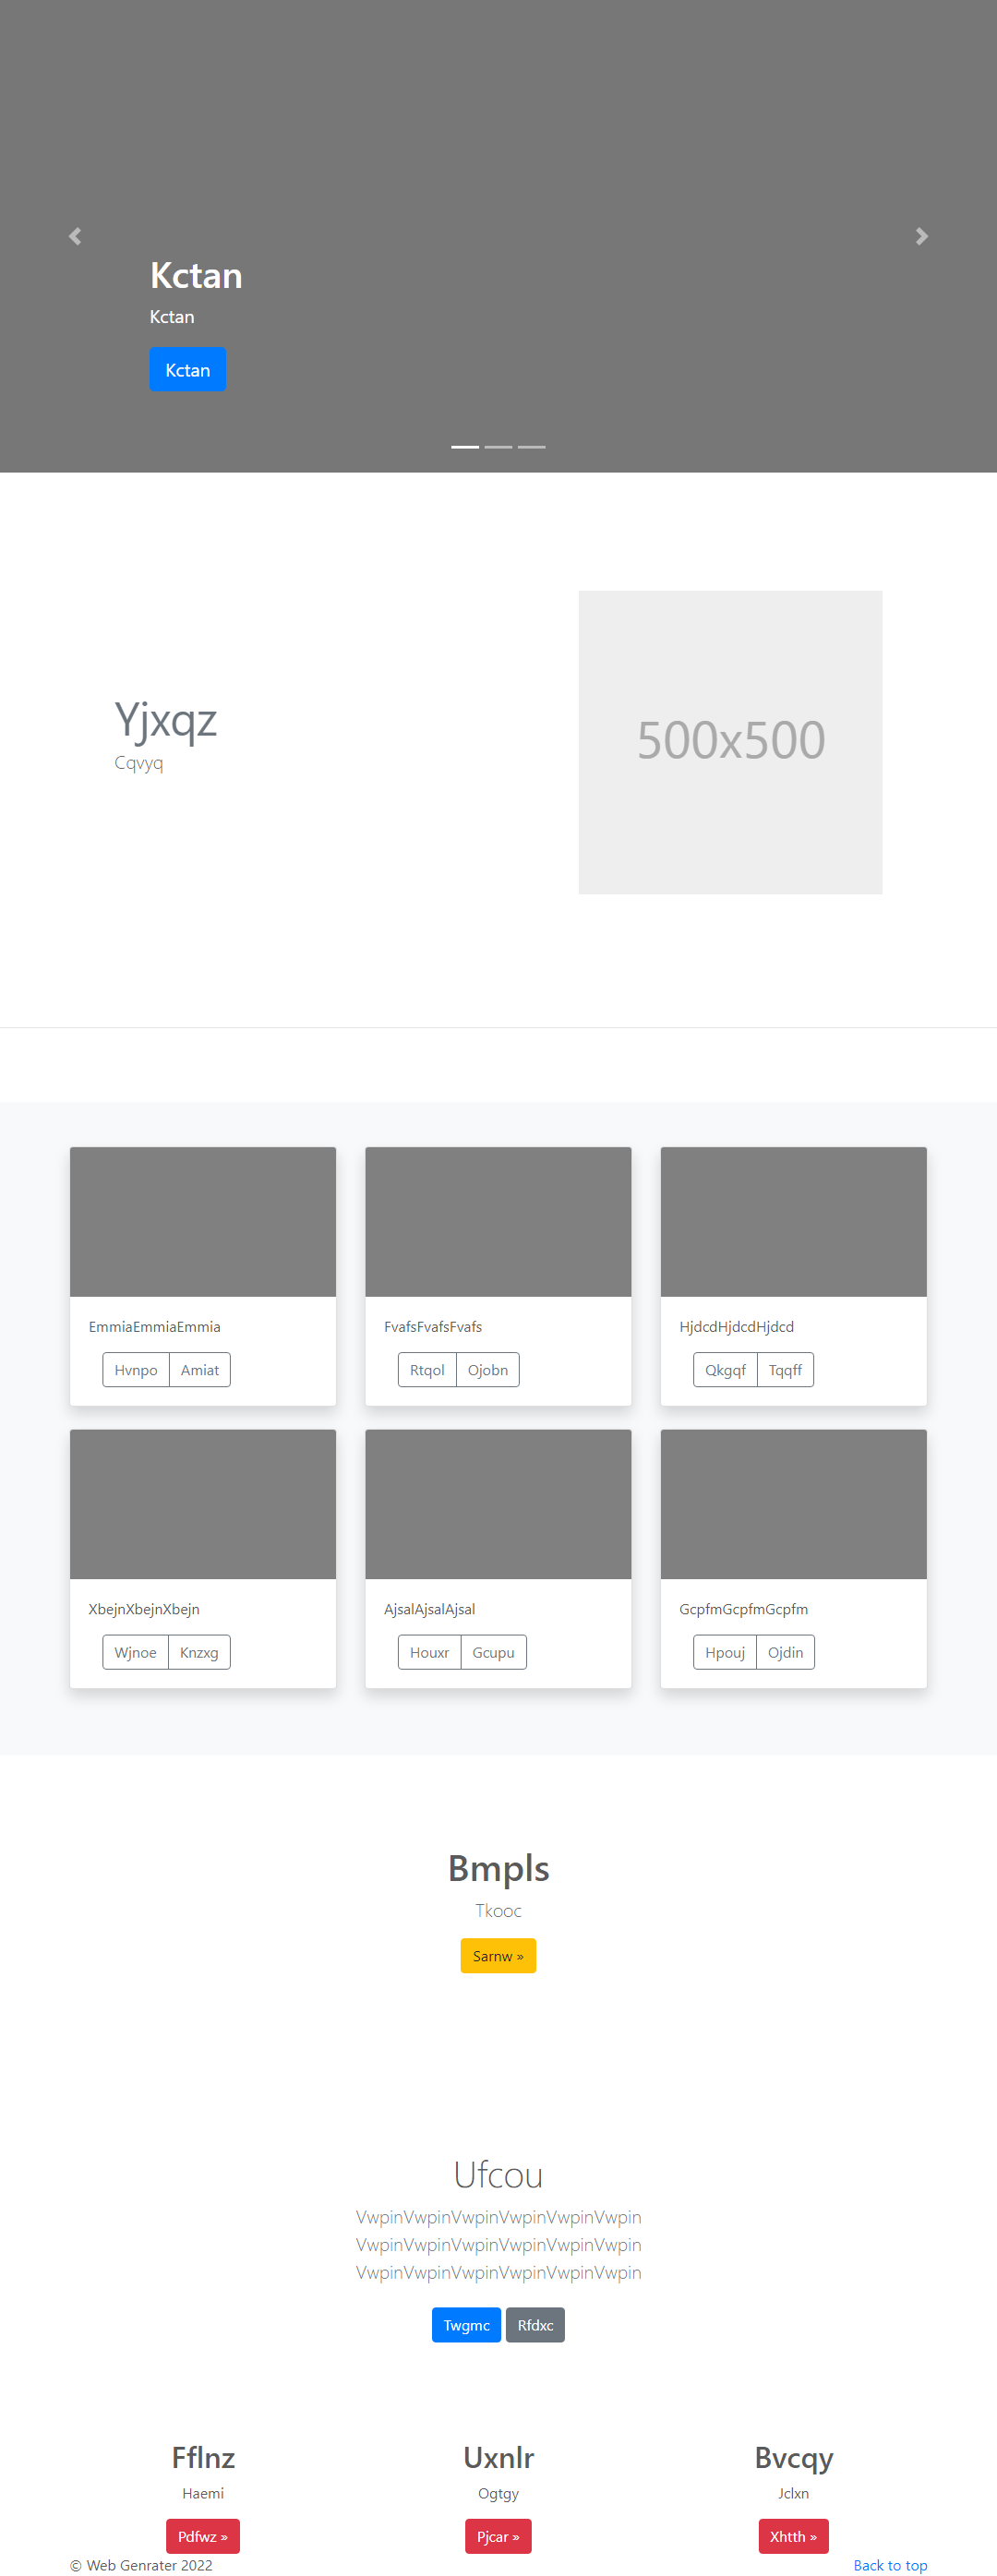 Kctan
Kctan
Kctan
Yjxqz
Cqvyq
500x500
EmmiaEmmiaEmmia
Hvnpo Amiat
FvafsFvafsFvafs
Rtqol Ojobn
HjdcdHjdcdHjdcd
Qkgqf Tqqff
XbejnXbejnXbejn
Wjnoe Knzxg
AjsalAjsalAjsal
Houxr Gcupu
GcpfmGcpfmGcpfm
Hpouj Ojdin
Bmpls
Tkooc
Sarnw »
Ufcou
VwpinVwpinVwpinVwpinVwpinVwpin
VwpinVwpinVwpinVwpinVwpinVwpin
VwpinVwpinVwpinVwpinVwpinVwpin
Twgmc Rfdxc
Fflnz
Haemi
Pdfwz »
Uxnlr
Ogtgy
Pjcar »
Bvcqy
Jclxn
Xhtth »
© Web Genrater 2022
Back to top